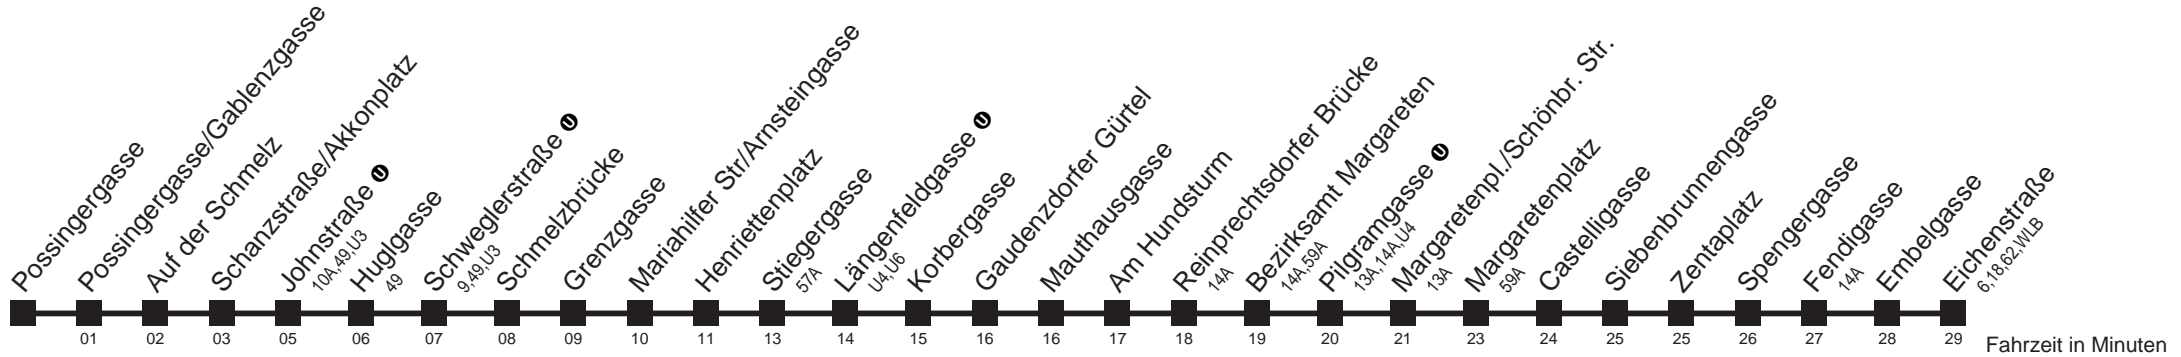 Possingergasse
Possingergasse/Gablenzgasse
Auf der Schmelz
Schanzstraße/Akkonplatz
Johnstraße U
10A,49,U3
Huglgasse
49
Schweglerstraße U
9,49,U3
Schmelzbrücke
Grenzgasse
Mariahilfer Str/Arnsteingasse
Henriettenplatz
Stiegergasse
57A
Längenfeldgasse U
U4,U6
Korbergasse
Gaudenzdorfer Gürtel
Mauthausgasse
Am Hundsturm
Reinprechtsdorfer Brücke
14A
Bezirksamt Margareten
14A,59A
Pilgramgasse U
13A,14A,U4
Margaretenpl./Schönbr. Str.
13A
Margaretenplatz
59A
Castelligasse
Siebenbrunnengasse
Zentaplatz
Spengergasse
Fendigasse
14A
Embelgasse
Eichenstraße
6,18,62,WLB
01 02 03 05 06 07 08 09 10 11 13 14 15 16 16 17 18 19 20 21 23 24 25 25 26 27 28 29 Fahrzeit in Minuten